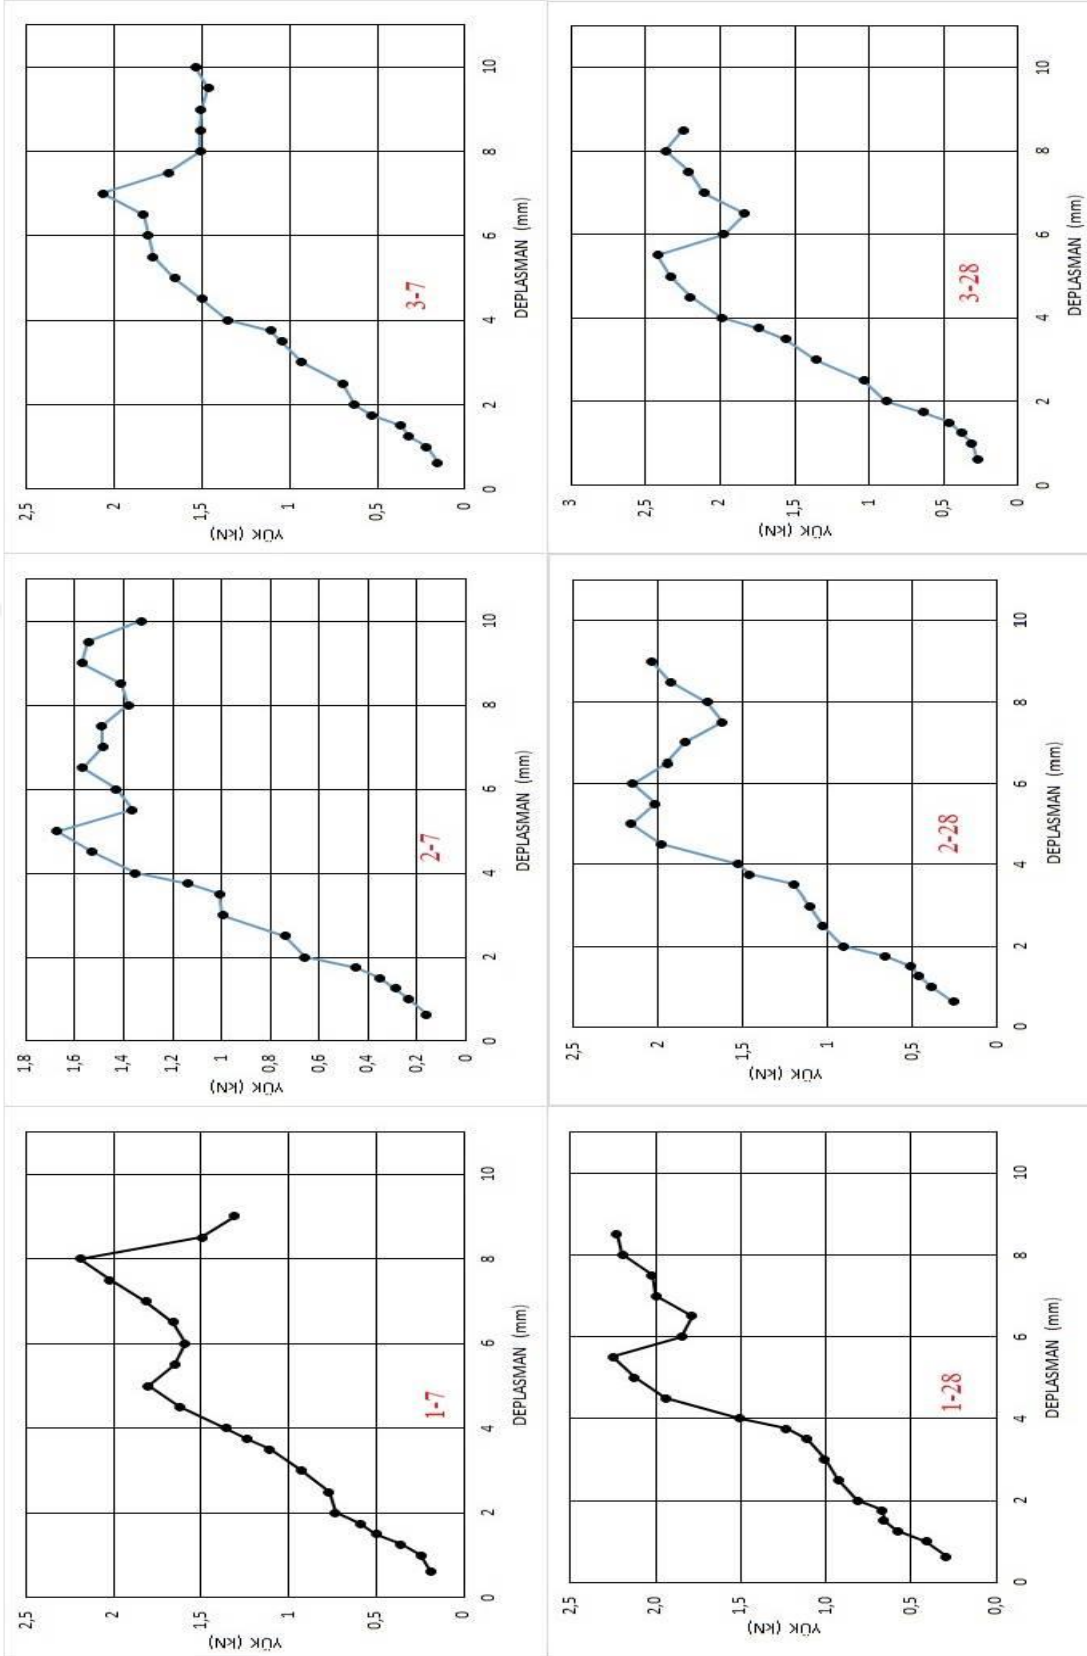 2,5
2
1,5
1
0,5
0
YÜK (kN)
1-7
0 2 4 6 8 10
DEPLASMAN (mm)
1,8
1,6
1,4
1,2
1
0,8
0,6
0,4
0,2
0
YÜK (kN)
2-7
0 2 4 6 8 10
DEPLASMAN (mm)
2,5
2
1,5
1
0,5
0
YÜK (kN)
3-7
0 2 4 6 8 10
DEPLASMAN (mm)
2,5
2,0
1,5
1,0
0,5
0,0
YÜK (kN)
1-28
0 2 4 6 8 10
DEPLASMAN (mm)
2,5
2
1,5
1
0,5
0
YÜK (kN)
2-28
0 2 4 6 8 10
DEPLASMAN (mm)
3
2,5
2
1,5
1
0,5
0
YÜK (kN)
3-28
0 2 4 6 8 10
DEPLASMAN (mm)